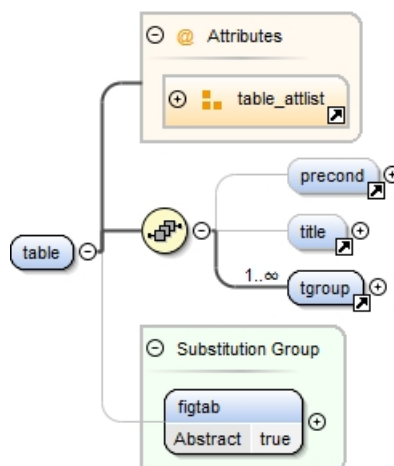 @ Attributes
table_attlist
precond
title
table
1..∞
tgroup
Substitution Group
figtab
Abstract true